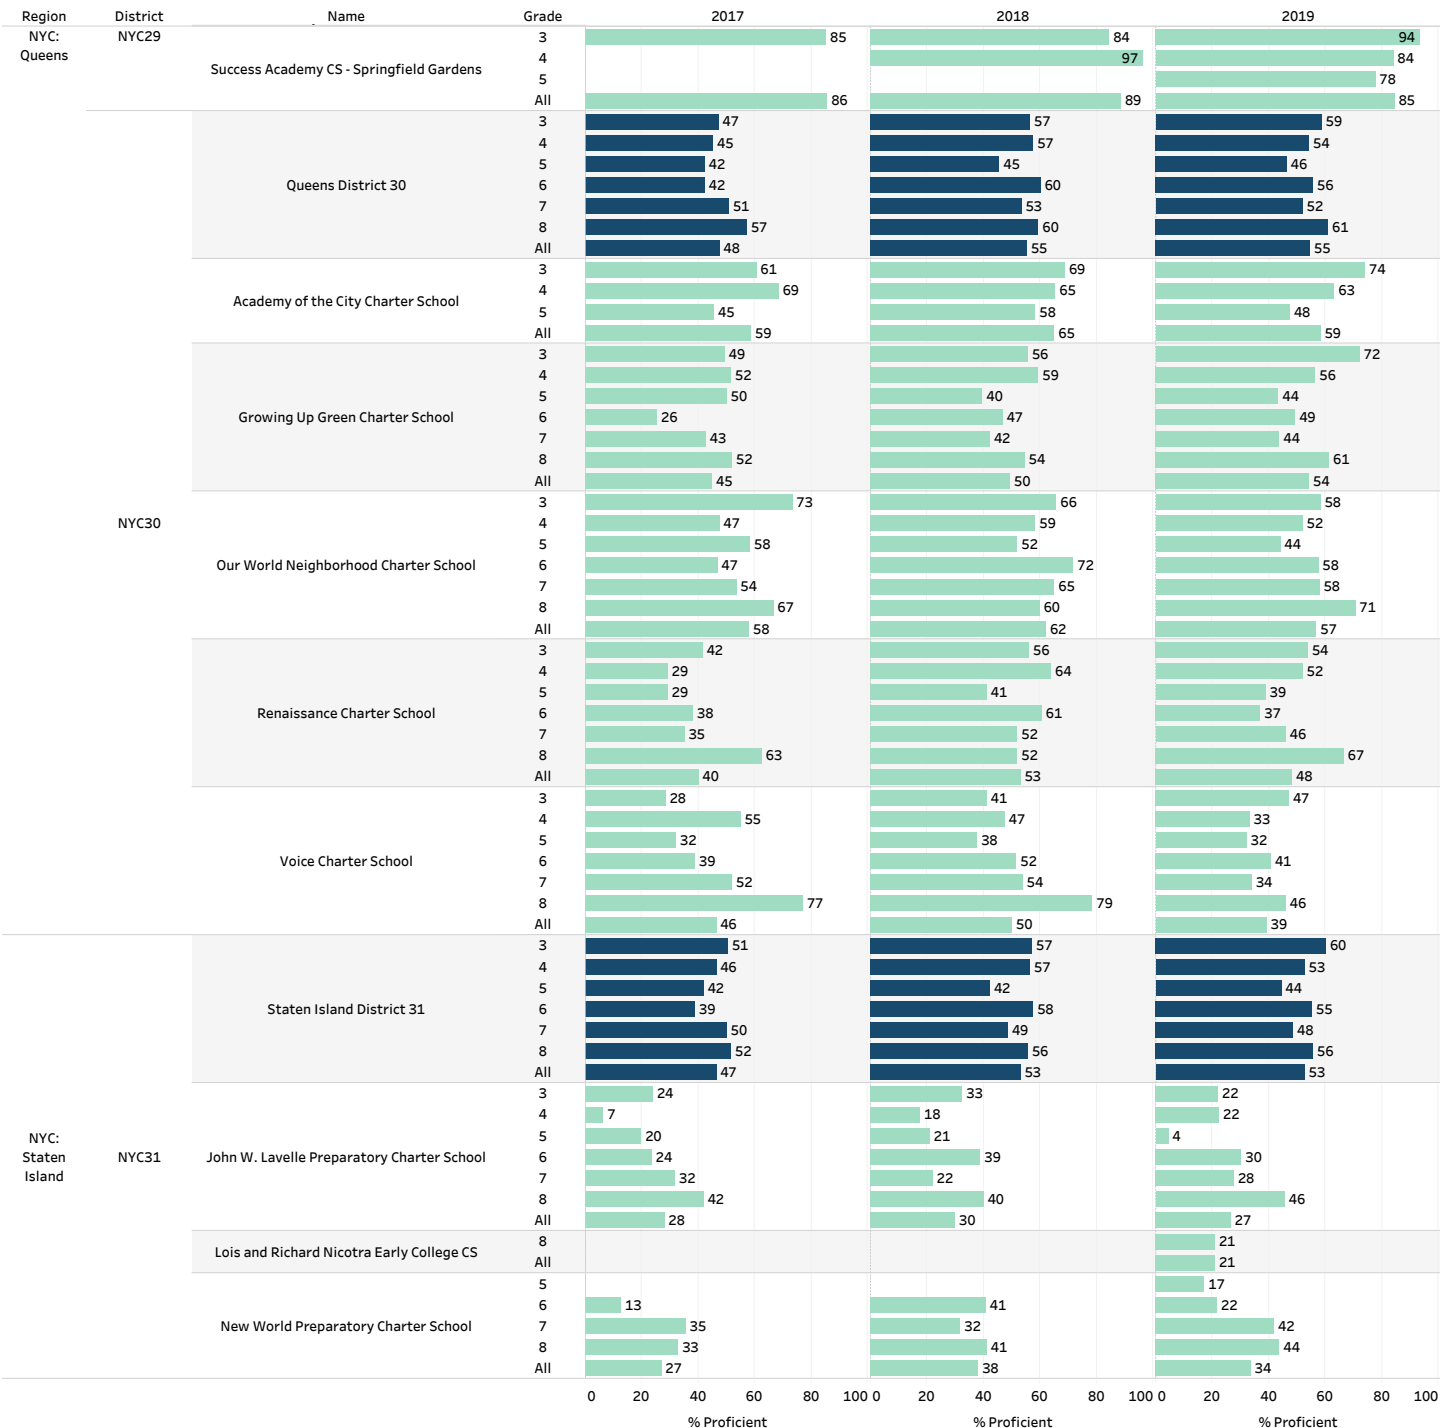 Region District Name Grade 2017 2018 2019
NYC: NYC29 3 85 84 94
Queens 4 97 84
Success Academy CS - Springfield Gardens
5 78
All 86 89 85
3 47 57 59
4 45 57 54
5 42 45 46
Queens District 30 6 42 60 56
7 51 53 52
8 57 60 61
All 48 55 55
3 61 69 74
4 69 65 63
Academy of the City Charter School
5 45 58 48
All 59 65 59
3 49 56 72
4 52 59 56
5 50 40 44
Growing Up Green Charter School 6 26 47 49
7 43 42 44
8 52 54 61
All 45 50 54
3 73 66 58
NYC30 4 47 59 52
5 58 52 44
Our World Neighborhood Charter School 6 47 72 58
7 54 65 58
8 67 60 71
All 58 62 57
3 42 56 54
4 29 64 52
5 29 41 39
Renaissance Charter School 6 38 61 37
7 35 52 46
8 63 52 67
All 40 53 48
3 28 41 47
4 55 47 33
5 32 38 32
Voice Charter School 6 39 52 41
7 52 54 34
8 77 79 46
All 46 50 39
3 51 57 60
4 46 57 53
5 42 42 44
Staten Island District 31 6 39 58 55
7 50 49 48
8 52 56 56
All 47 53 53
3 24 33 22
4 7 18 22
NYC: 5 20 21 4
Staten NYC31 John W. Lavelle Preparatory Charter School 6 24 39 30
Island 7 32 22 28
8 42 40 46
All 28 30 27
8 21
Lois and Richard Nicotra Early College CS
All 21
5 17
6 13 41 22
New World Preparatory Charter School 7 35 32 42
8 33 41 44
All 27 38 34
0 20 40 60 80 100 0 20 40 60 80 100 0 20 40 60 80 100
% Proficient % Proficient % Proficient